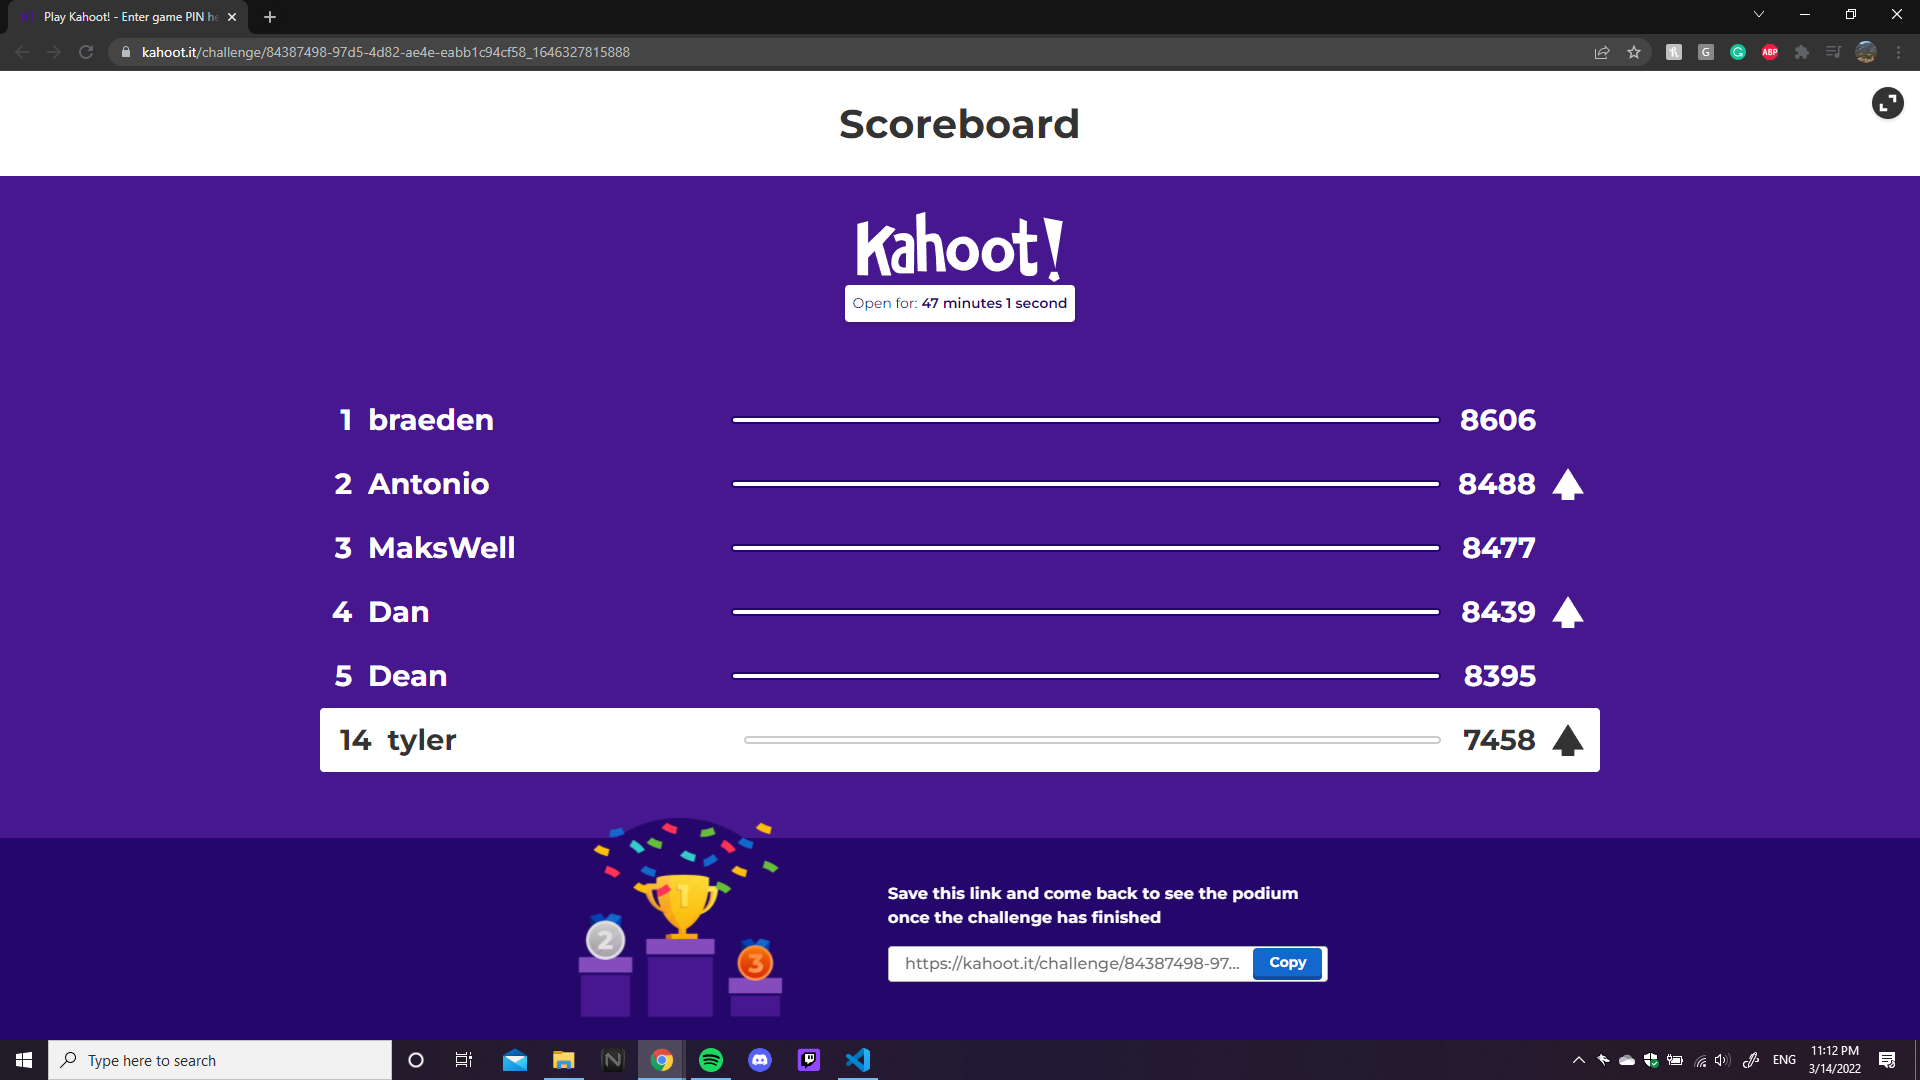 Play Kahoot! - Enter game PIN he
kahoot.it/challenge/84387498-97d5-4d82-ae4e-eabb1c94cf58_1646327815888
G
G
ABP
Scoreboard
Kahoot!
Open for: 47 minutes 1 second
1 braeden 8606
2 Antonio 8488
3 MaksWell 8477
4 Dan 8439
5 Dean 8395
14 tyler 7458
1
2
3
Save this link and come back to see the podium
once the challenge has finished
https://kahoot.it/challenge/84387498-97... Copy
Type here to search
N
ENG
11:12 PM
3/14/2022